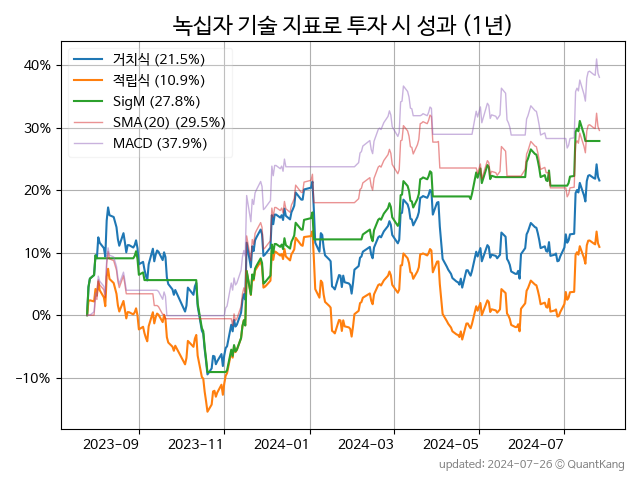 녹십자 기술 지표로 투자 시 성과 (1년)
거치식 (21.5%)
적립식 (10.9%)
SigM (27.8%)
SMA(20) (29.5%)
MACD (37.9%)
40%
30%
20%
10%
0%
−10%
2023-09
2023-11
2024-01
2024-03
2024-05
2024-07
updated: 2024-07-26 © QuantKang